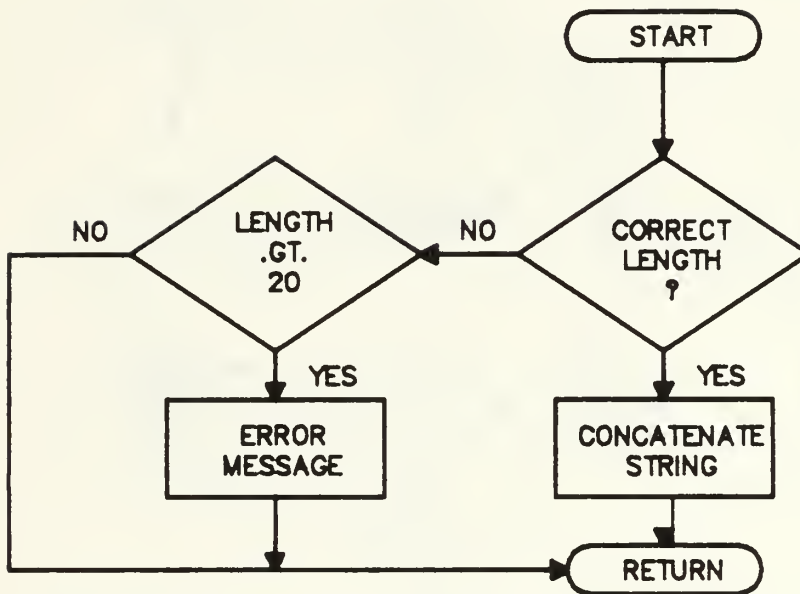 START
CORRECT
LENGTH
?
NO
YES
LENGTH
.GT.
20
NO
YES
CONCATENATE
STRING
ERROR
MESSAGE
RETURN